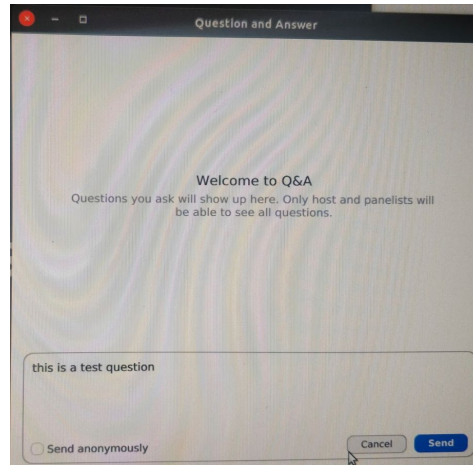 Question and Answer
Welcome to Q&A
Questions you ask will show up here. Only host and panelists will
be able to see all questions.
this is a test question
Send anonymously
Cancel
Send